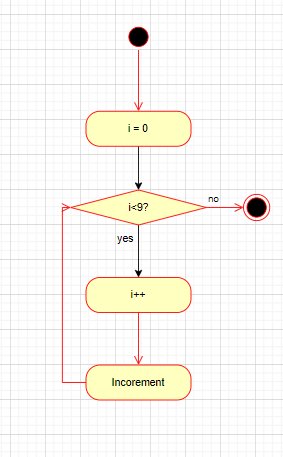 i = 0
i<9?
no
yes
i++
Incorement